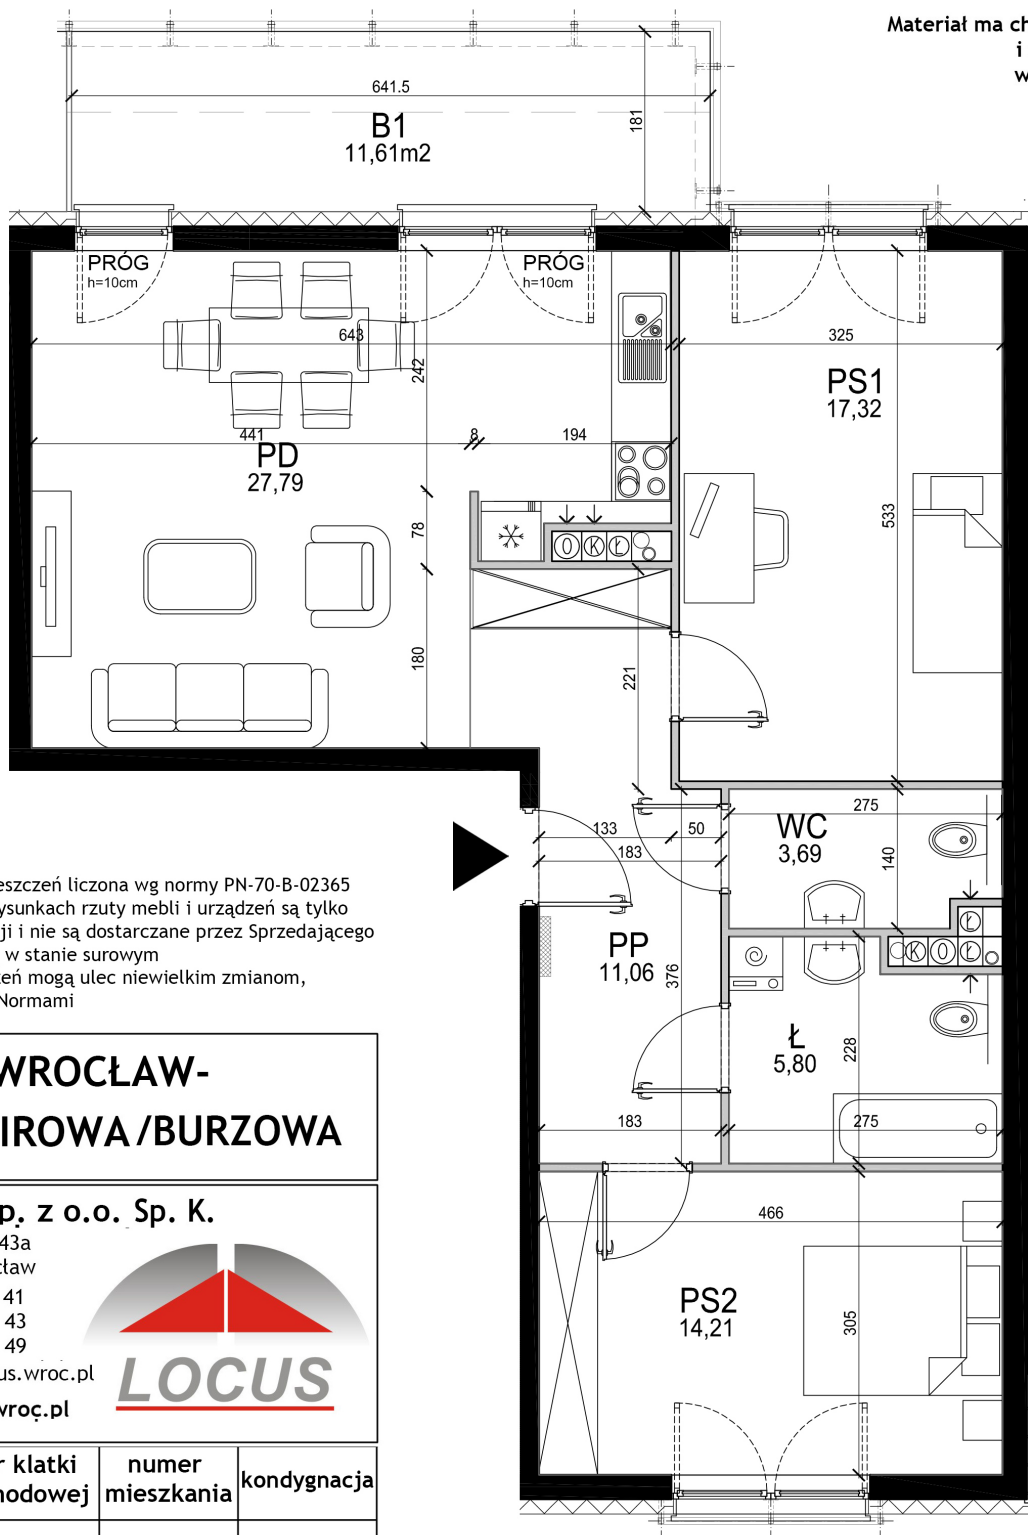 Materiał ma ch
i
w
641.5
181
B1
11,61m2
PRÓG
h=10cm
PRÓG
h=10cm
643
242
325
PS1
17,32
441
8
194
PD
27,79
78
533
O K Ł
180
221
133
50
183
275
WC
3,69
140
Ł
K O Ł
PP
11,06
376
Ł
5,80
228
183
275
466
PS2
14,21
305
eszczeń liczona wg normy PN-70-B-02365
ysunkach rzuty mebli i urządzeń są tylko
ji i nie są dostarczane przez Sprzedającego
w stanie surowym
eń mogą ulec niewielkim zmianom,
Normami
WROCŁAW-
IROWA/BURZOWA
p. z o.o. Sp. K.
43a
cław
41
43
49
us.wroc.pl
wroc.pl
LOCUS
r klatki
hodowej
numer
mieszkania
kondygnacja